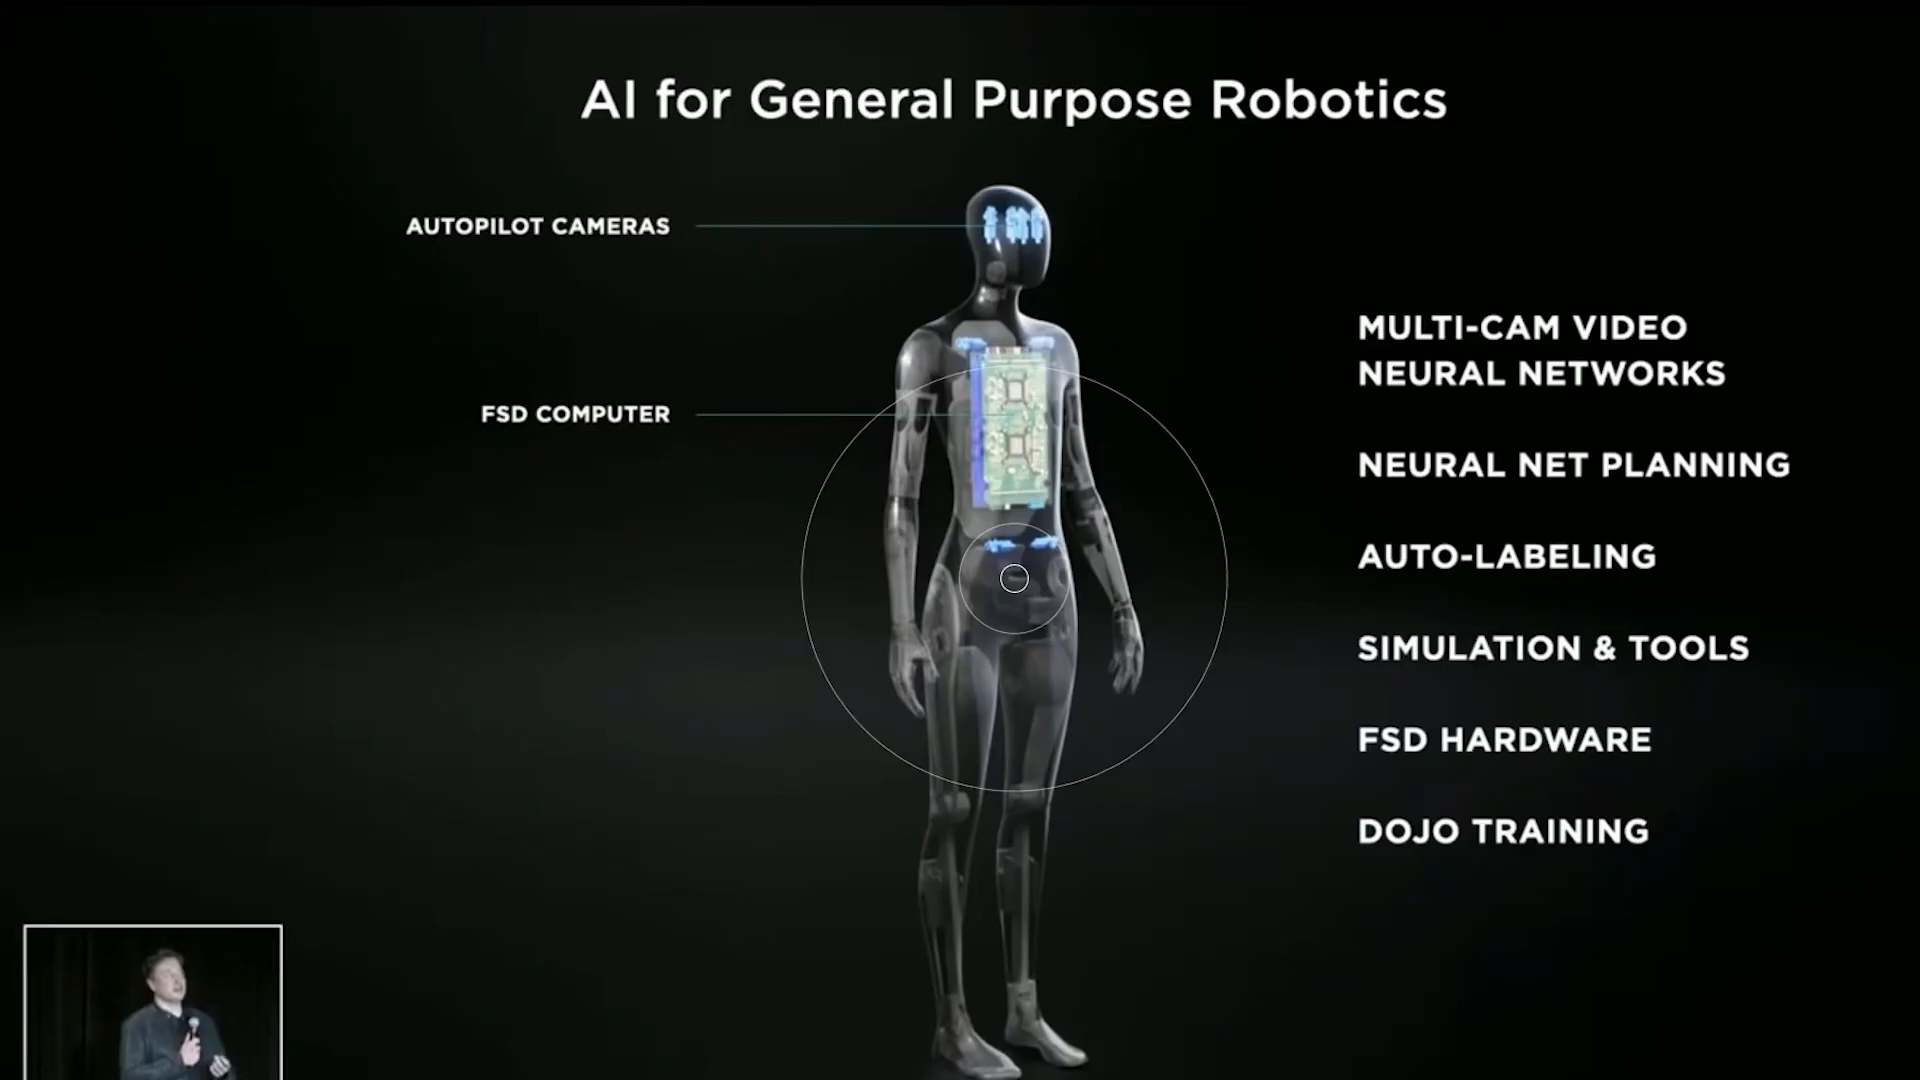 AI for General Purpose Robotics
AUTOPILOT CAMERAS
FSD COMPUTER
MULTI-CAM VIDEO
NEURAL NETWORKS
NEURAL NET PLANNING
AUTO-LABELING
SIMULATION & TOOLS
FSD HARDWARE
DOJO TRAINING